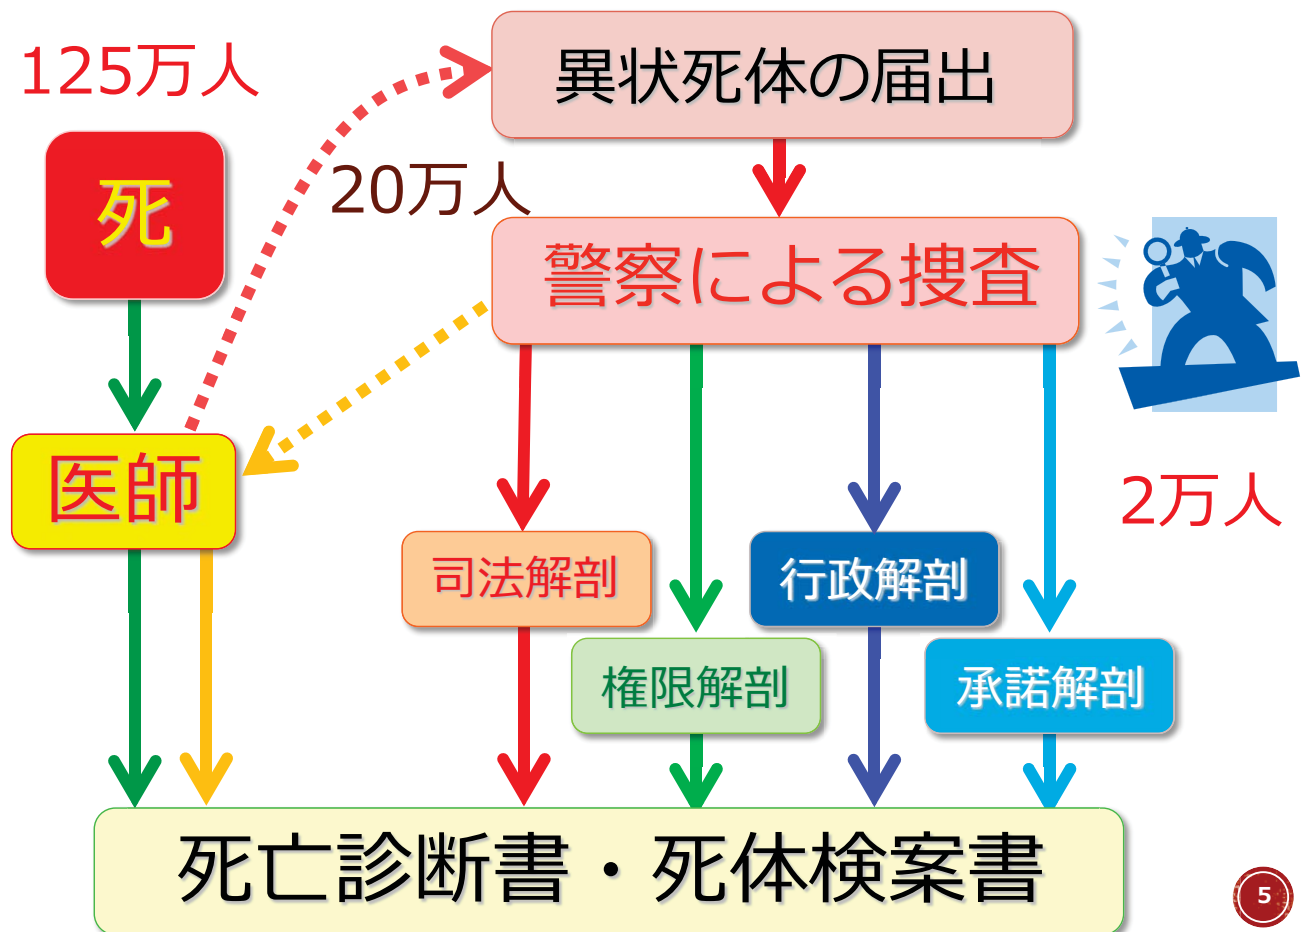 125万人
異状死体の届出
死
20万人
警察による捜査
医師
2万人
司法解剖
行政解剖
権限解剖
承諾解剖
死亡診断書・死体検案書
5